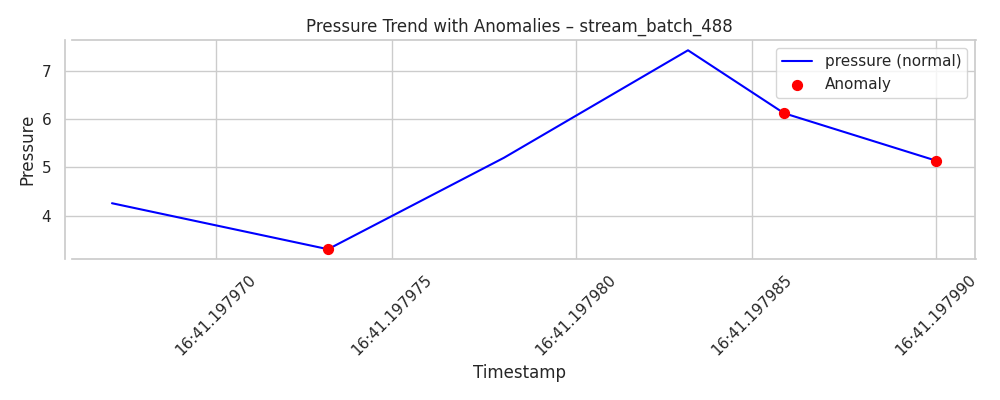 Pressure Trend with Anomalies – stream_batch_488
pressure (normal)
Anomaly
Pressure
7
6
5
4
16:41.197970
16:41.197975
16:41.197980
16:41.197985
16:41.197990
Timestamp